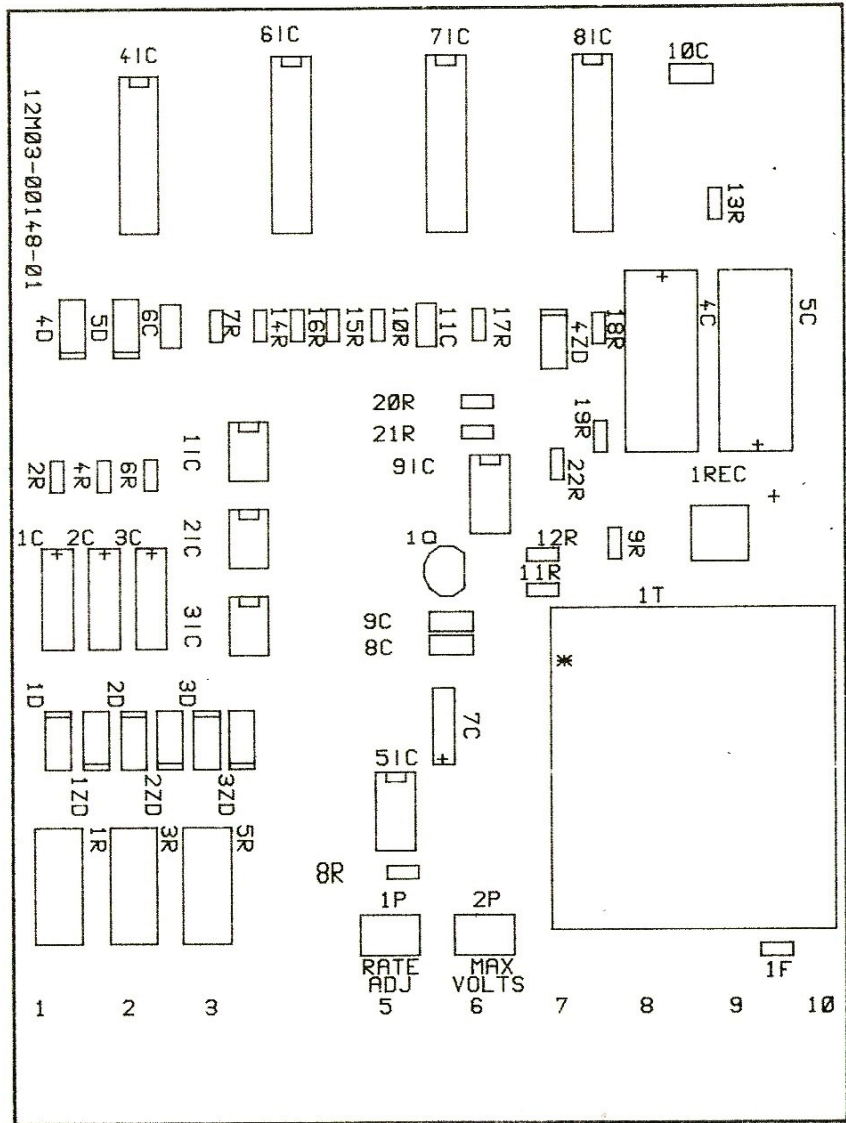 4IC
6IC
7IC
8IC
10C
12M03-00148-01
13R
4D
5D
6C
7R
14R
16R
15R
10R
11C
17R
4ZD
18R
4C
5C
20R
21R
19R
1IC
9IC
22R
1REC
2R
4R
6R
1C
2C
3C
2IC
1Q
12R
9R
11R
1T
3IC
9C
8C
1D
2D
3D
7C
5IC
1ZD
2ZD
3ZD
1R
3R
5R
8R
1P
2P
RATE
ADJ
MAX
VOLTS
1F
1 2 3 5 6 7 8 9 10